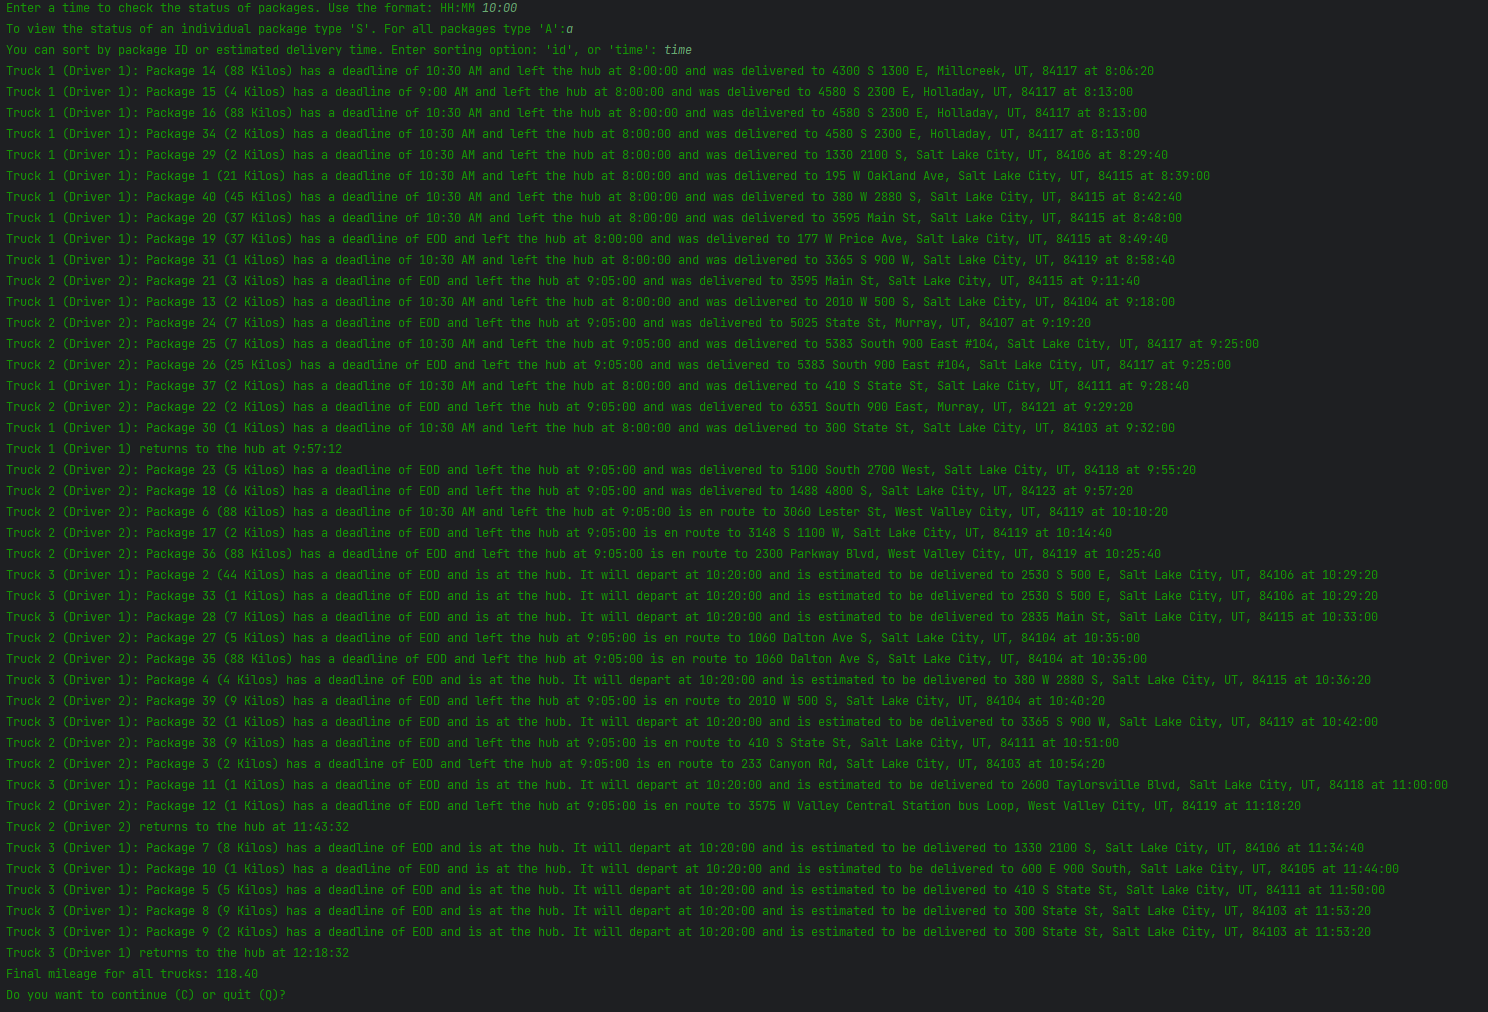 Enter a time to check the status of packages. Use the format: HH:MM 10:00
To view the status of an individual package type 'S'. For all packages type 'A':a
You can sort by package ID or estimated delivery time. Enter sorting option: 'id', or 'time': time
Truck 1 (Driver 1): Package 14 (88 Kilos) has a deadline of 10:30 AM and left the hub at 8:00:00 and was delivered to 4300 S 1300 E, Millcreek, UT, 84117 at 8:06:20
Truck 1 (Driver 1): Package 15 (4 Kilos) has a deadline of 9:00 AM and left the hub at 8:00:00 and was delivered to 4580 S 2300 E, Holladay, UT, 84117 at 8:13:00
Truck 1 (Driver 1): Package 16 (88 Kilos) has a deadline of 10:30 AM and left the hub at 8:00:00 and was delivered to 4580 S 2300 E, Holladay, UT, 84117 at 8:13:00
Truck 1 (Driver 1): Package 34 (2 Kilos) has a deadline of 10:30 AM and left the hub at 8:00:00 and was delivered to 4580 S 2300 E, Holladay, UT, 84117 at 8:13:00
Truck 1 (Driver 1): Package 29 (2 Kilos) has a deadline of 10:30 AM and left the hub at 8:00:00 and was delivered to 1330 2100 S, Salt Lake City, UT, 84106 at 8:29:40
Truck 1 (Driver 1): Package 1 (21 Kilos) has a deadline of 10:30 AM and left the hub at 8:00:00 and was delivered to 195 W Oakland Ave, Salt Lake City, UT, 84115 at 8:39:00
Truck 1 (Driver 1): Package 40 (45 Kilos) has a deadline of 10:30 AM and left the hub at 8:00:00 and was delivered to 380 W 2880 S, Salt Lake City, UT, 84115 at 8:42:40
Truck 1 (Driver 1): Package 20 (37 Kilos) has a deadline of 10:30 AM and left the hub at 8:00:00 and was delivered to 3595 Main St, Salt Lake City, UT, 84115 at 8:48:00
Truck 1 (Driver 1): Package 19 (37 Kilos) has a deadline of EOD and left the hub at 8:00:00 and was delivered to 177 W Price Ave, Salt Lake City, UT, 84115 at 8:49:40
Truck 1 (Driver 1): Package 31 (1 Kilos) has a deadline of 10:30 AM and left the hub at 8:00:00 and was delivered to 3365 S 900 W, Salt Lake City, UT, 84119 at 8:58:40
Truck 2 (Driver 2): Package 21 (3 Kilos) has a deadline of EOD and left the hub at 9:05:00 and was delivered to 3595 Main St, Salt Lake City, UT, 84115 at 9:11:40
Truck 1 (Driver 1): Package 13 (2 Kilos) has a deadline of 10:30 AM and left the hub at 8:00:00 and was delivered to 2010 W 500 S, Salt Lake City, UT, 84104 at 9:18:00
Truck 2 (Driver 2): Package 24 (7 Kilos) has a deadline of EOD and left the hub at 9:05:00 and was delivered to 5025 State St, Murray, UT, 84107 at 9:19:20
Truck 2 (Driver 2): Package 25 (7 Kilos) has a deadline of 10:30 AM and left the hub at 9:05:00 and was delivered to 5383 South 900 East #104, Salt Lake City, UT, 84117 at 9:25:00
Truck 2 (Driver 2): Package 26 (25 Kilos) has a deadline of EOD and left the hub at 9:05:00 and was delivered to 5383 South 900 East #104, Salt Lake City, UT, 84117 at 9:25:00
Truck 1 (Driver 1): Package 37 (2 Kilos) has a deadline of 10:30 AM and left the hub at 8:00:00 and was delivered to 410 S State St, Salt Lake City, UT, 84111 at 9:28:40
Truck 2 (Driver 2): Package 22 (2 Kilos) has a deadline of EOD and left the hub at 9:05:00 and was delivered to 6351 South 900 East, Murray, UT, 84121 at 9:29:20
Truck 1 (Driver 1): Package 30 (1 Kilos) has a deadline of 10:30 AM and left the hub at 8:00:00 and was delivered to 300 State St, Salt Lake City, UT, 84103 at 9:32:00
Truck 1 (Driver 1) returns to the hub at 9:57:12
Truck 2 (Driver 2): Package 23 (5 Kilos) has a deadline of EOD and left the hub at 9:05:00 and was delivered to 5100 South 2700 West, Salt Lake City, UT, 84118 at 9:55:20
Truck 2 (Driver 2): Package 18 (6 Kilos) has a deadline of EOD and left the hub at 9:05:00 and was delivered to 1488 4800 S, Salt Lake City, UT, 84123 at 9:57:20
Truck 2 (Driver 2): Package 6 (88 Kilos) has a deadline of 10:30 AM and left the hub at 9:05:00 is en route to 3060 Lester St, West Valley City, UT, 84119 at 10:10:20
Truck 2 (Driver 2): Package 17 (2 Kilos) has a deadline of EOD and left the hub at 9:05:00 is en route to 3148 S 1100 W, Salt Lake City, UT, 84119 at 10:14:40
Truck 2 (Driver 2): Package 36 (88 Kilos) has a deadline of EOD and left the hub at 9:05:00 is en route to 2300 Parkway Blvd, West Valley City, UT, 84119 at 10:25:40
Truck 3 (Driver 1): Package 2 (44 Kilos) has a deadline of EOD and is at the hub. It will depart at 10:20:00 and is estimated to be delivered to 2530 S 500 E, Salt Lake City, UT, 84106 at 10:29:20
Truck 3 (Driver 1): Package 33 (1 Kilos) has a deadline of EOD and is at the hub. It will depart at 10:20:00 and is estimated to be delivered to 2530 S 500 E, Salt Lake City, UT, 84106 at 10:29:20
Truck 3 (Driver 1): Package 28 (7 Kilos) has a deadline of EOD and is at the hub. It will depart at 10:20:00 and is estimated to be delivered to 2835 Main St, Salt Lake City, UT, 84115 at 10:33:00
Truck 2 (Driver 2): Package 27 (5 Kilos) has a deadline of EOD and left the hub at 9:05:00 is en route to 1060 Dalton Ave S, Salt Lake City, UT, 84104 at 10:35:00
Truck 2 (Driver 2): Package 35 (88 Kilos) has a deadline of EOD and left the hub at 9:05:00 is en route to 1060 Dalton Ave S, Salt Lake City, UT, 84104 at 10:35:00
Truck 3 (Driver 1): Package 4 (4 Kilos) has a deadline of EOD and is at the hub. It will depart at 10:20:00 and is estimated to be delivered to 380 W 2880 S, Salt Lake City, UT, 84115 at 10:36:20
Truck 2 (Driver 2): Package 39 (9 Kilos) has a deadline of EOD and left the hub at 9:05:00 is en route to 2010 W 500 S, Salt Lake City, UT, 84104 at 10:40:20
Truck 3 (Driver 1): Package 32 (1 Kilos) has a deadline of EOD and is at the hub. It will depart at 10:20:00 and is estimated to be delivered to 3365 S 900 W, Salt Lake City, UT, 84119 at 10:42:00
Truck 2 (Driver 2): Package 38 (9 Kilos) has a deadline of EOD and left the hub at 9:05:00 is en route to 410 S State St, Salt Lake City, UT, 84111 at 10:51:00
Truck 2 (Driver 2): Package 3 (2 Kilos) has a deadline of EOD and left the hub at 9:05:00 is en route to 233 Canyon Rd, Salt Lake City, UT, 84103 at 10:54:20
Truck 3 (Driver 1): Package 11 (1 Kilos) has a deadline of EOD and is at the hub. It will depart at 10:20:00 and is estimated to be delivered to 2600 Taylorsville Blvd, Salt Lake City, UT, 84118 at 11:00:00
Truck 2 (Driver 2): Package 12 (1 Kilos) has a deadline of EOD and left the hub at 9:05:00 is en route to 3575 W Valley Central Station bus Loop, West Valley City, UT, 84119 at 11:18:20
Truck 2 (Driver 2) returns to the hub at 11:43:32
Truck 3 (Driver 1): Package 7 (8 Kilos) has a deadline of EOD and is at the hub. It will depart at 10:20:00 and is estimated to be delivered to 1330 2100 S, Salt Lake City, UT, 84106 at 11:34:40
Truck 3 (Driver 1): Package 10 (1 Kilos) has a deadline of EOD and is at the hub. It will depart at 10:20:00 and is estimated to be delivered to 600 E 900 South, Salt Lake City, UT, 84105 at 11:44:00
Truck 3 (Driver 1): Package 5 (5 Kilos) has a deadline of EOD and is at the hub. It will depart at 10:20:00 and is estimated to be delivered to 410 S State St, Salt Lake City, UT, 84111 at 11:50:00
Truck 3 (Driver 1): Package 8 (9 Kilos) has a deadline of EOD and is at the hub. It will depart at 10:20:00 and is estimated to be delivered to 300 State St, Salt Lake City, UT, 84103 at 11:53:20
Truck 3 (Driver 1): Package 9 (2 Kilos) has a deadline of EOD and is at the hub. It will depart at 10:20:00 and is estimated to be delivered to 300 State St, Salt Lake City, UT, 84103 at 11:53:20
Truck 3 (Driver 1) returns to the hub at 12:18:32
Final mileage for all trucks: 118.40
Do you want to continue (C) or quit (Q)?